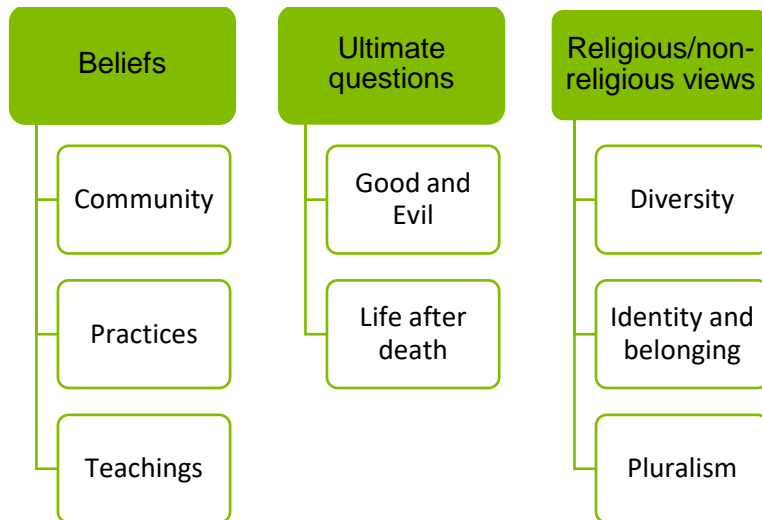 Beliefs
Community
Practices
Teachings
Ultimate
questions
Good and
Evil
Life after
death
Religious/non-
religious views
Diversity
Identity and
belonging
Pluralism